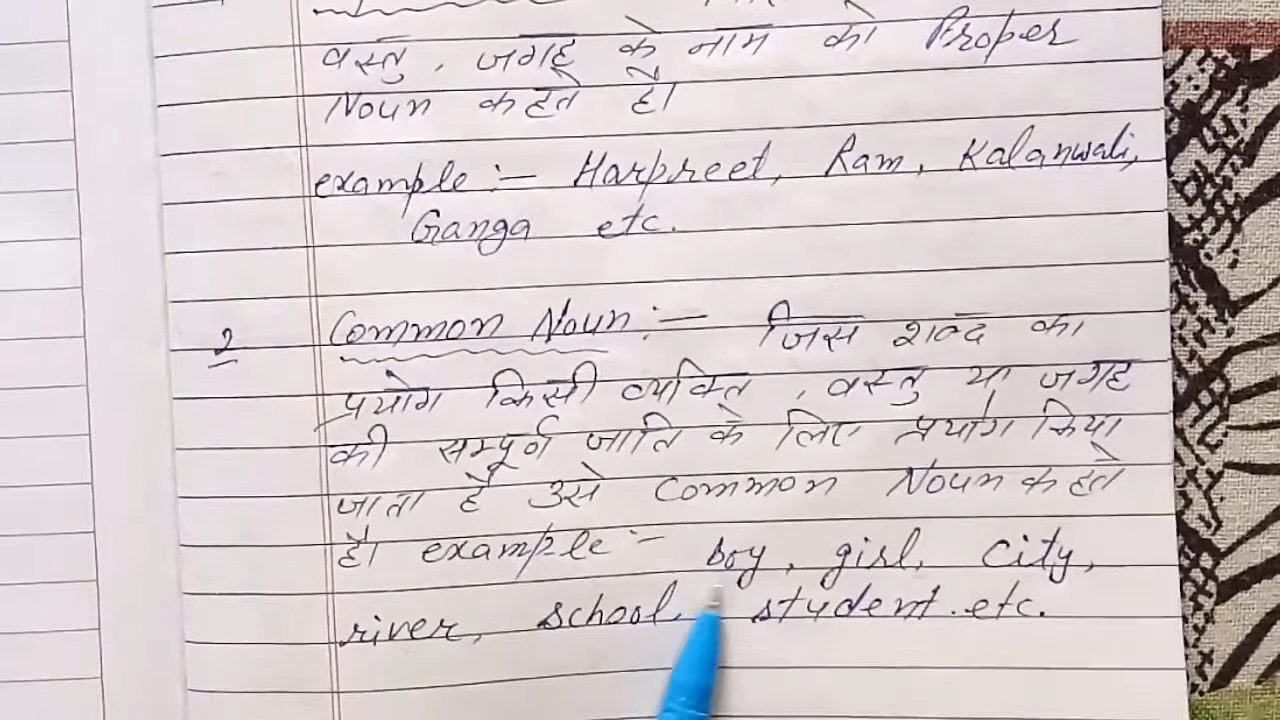 वस्तु, जगह के नाम को Proper
Noun कहते है।
example :- Harpreet, Ram, Kalanwali,
Ganga etc.
2 Common Noun :- जिस शब्द का
प्रयोग किसी व्यक्ति, वस्तु या जगह
की सम्पूर्ण जाति के लिए प्रयोग किया
जाता है उसे Common Noun कहते
है। example :- boy, girl, city,
river, school, student. etc.